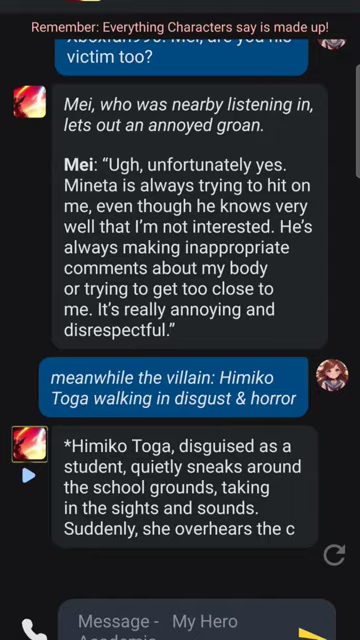 Remember: Everything Characters say is made up!
victim too?
Mei, who was nearby listening in,
lets out an annoyed groan.
Mei: “Ugh, unfortunately yes.
Mineta is always trying to hit on
me, even though he knows very
well that I’m not interested. He’s
always making inappropriate
comments about my body
or trying to get too close to
me. It’s really annoying and
disrespectful.”
meanwhile the villain: Himiko
Toga walking in disgust & horror
*Himiko Toga, disguised as a
student, quietly sneaks around
the school grounds, taking
in the sights and sounds.
Suddenly, she overhears the c
Message - My Hero